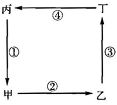 丙 ④ 丁
① ③
甲 ② 乙